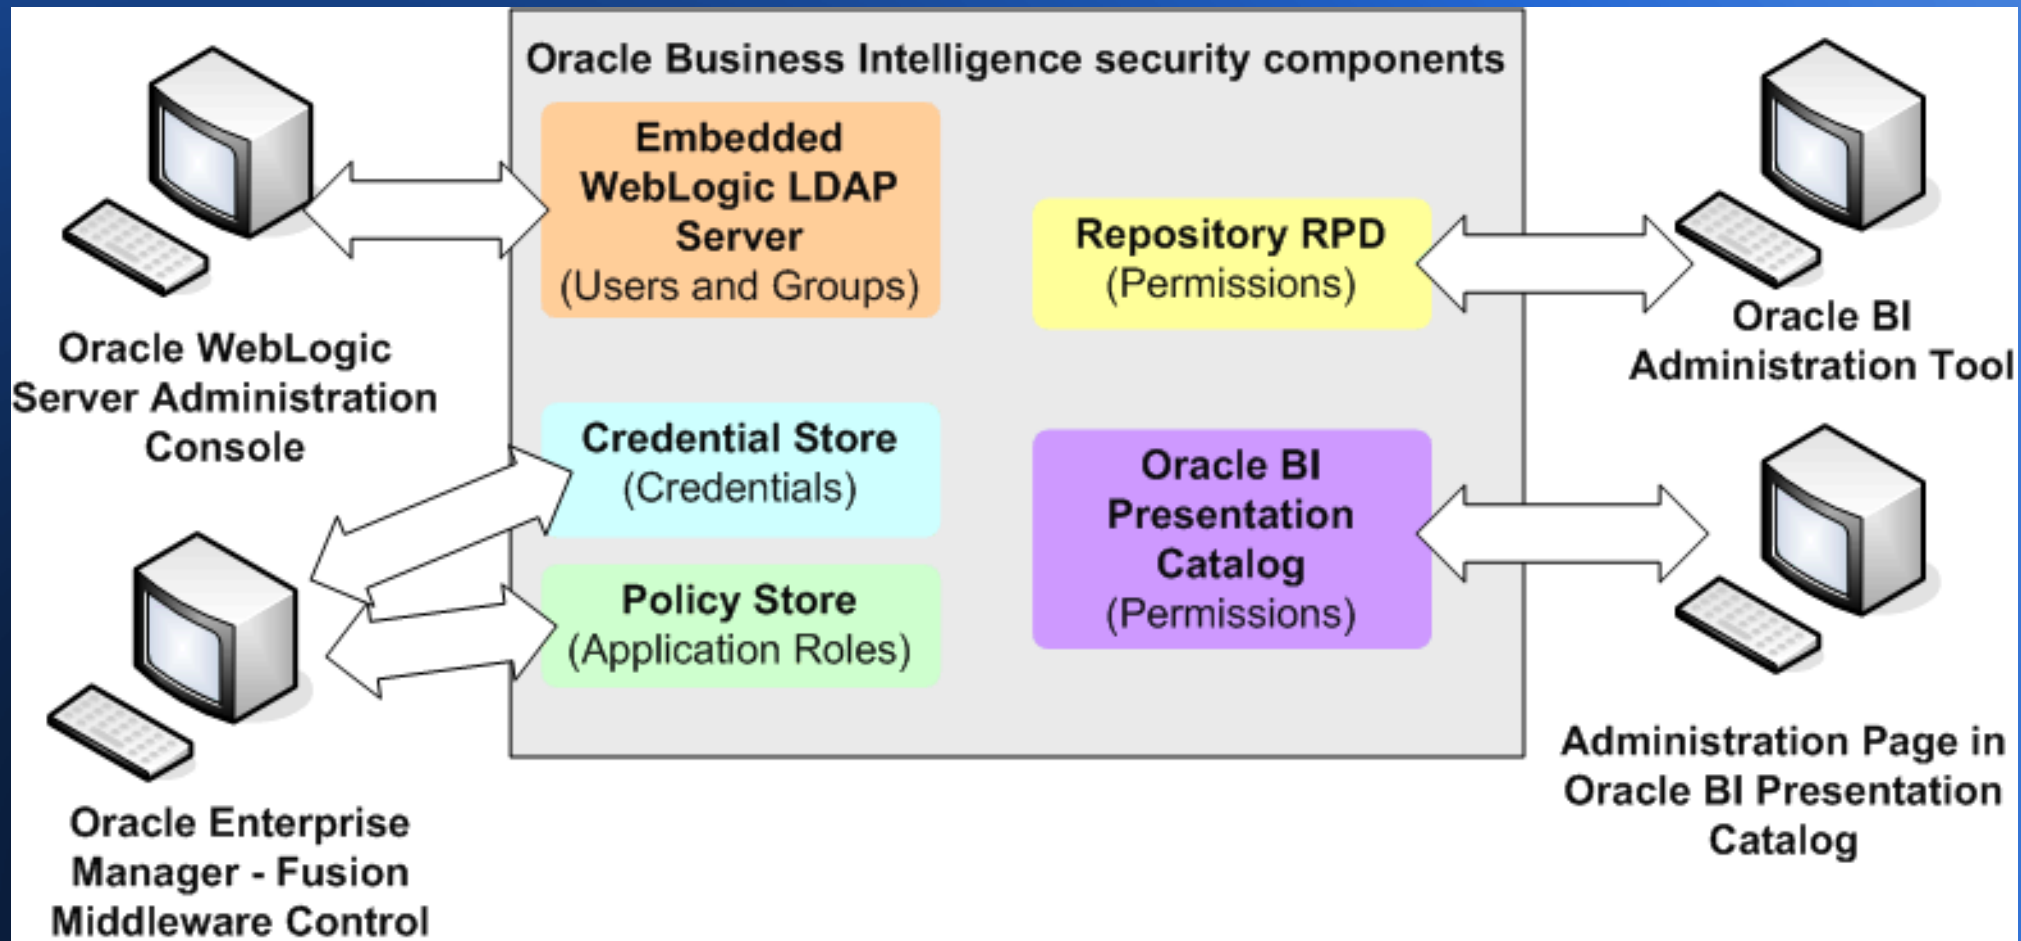 Oracle Business Intelligence security components
Embedded
WebLogic LDAP
Server
(Users and Groups)
Repository RPD
(Permissions)
Oracle WebLogic
Server Administration
Console
Oracle BI
Administration Tool
Credential Store
(Credentials)
Oracle BI
Presentation
Catalog
(Permissions)
Policy Store
(Application Roles)
Oracle Enterprise
Manager - Fusion
Middleware Control
Administration Page in
Oracle BI Presentation
Catalog